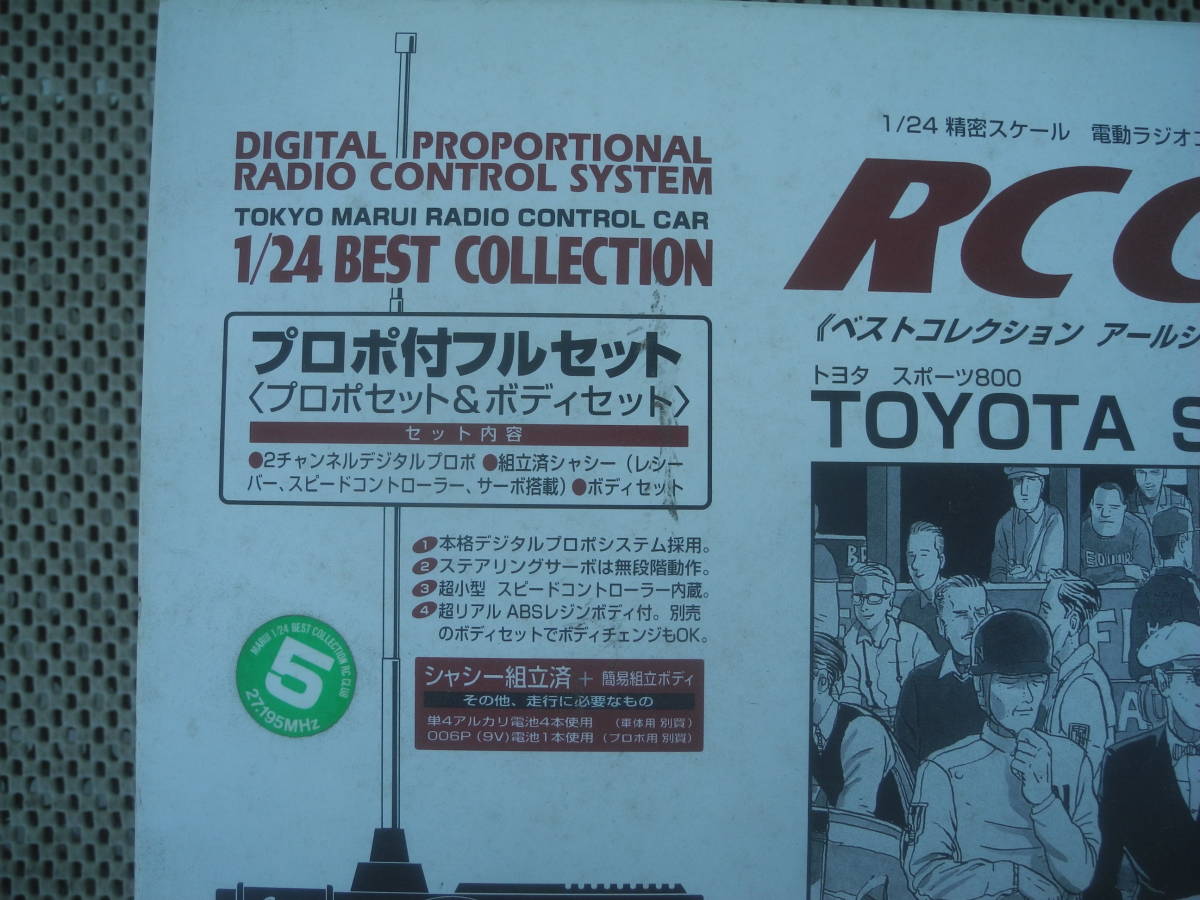 DIGITAL PROPORTIONAL
RADIO CONTROL SYSTEM
TOKYO MARUI RADIO CONTROL CAR
1/24 BEST COLLECTION
プロポ付フルセット
〈プロポセット&ボディセット〉
セット内容
●2チャンネルデジタルプロポ ●組立済シャシー(レシー
バー、スピードコントローラー、サーボ搭載) ●ボディセット
1 本格デジタルプロポシステム採用。
2 ステアリングサーボは無段階動作。
3 超小型 スピードコントローラー内蔵。
4 超リアルABSレジンボディ付。別売
のボディセットでボディチェンジもOK。
シャシー組立済 + 簡易組立ボディ
その他、走行に必要なもの
単4アルカリ電池4本使用 (車体用 別買)
006P (9V)電池1本使用 (プロポ用 別買)
MARUI 1/24 BEST COLLECTION RC CLUB
5
27.195MHz
1/24 精密スケール 電動ラジオコ
RC C
《ベストコレクション アールシ
トヨタ スポーツ800
TOYOTA S